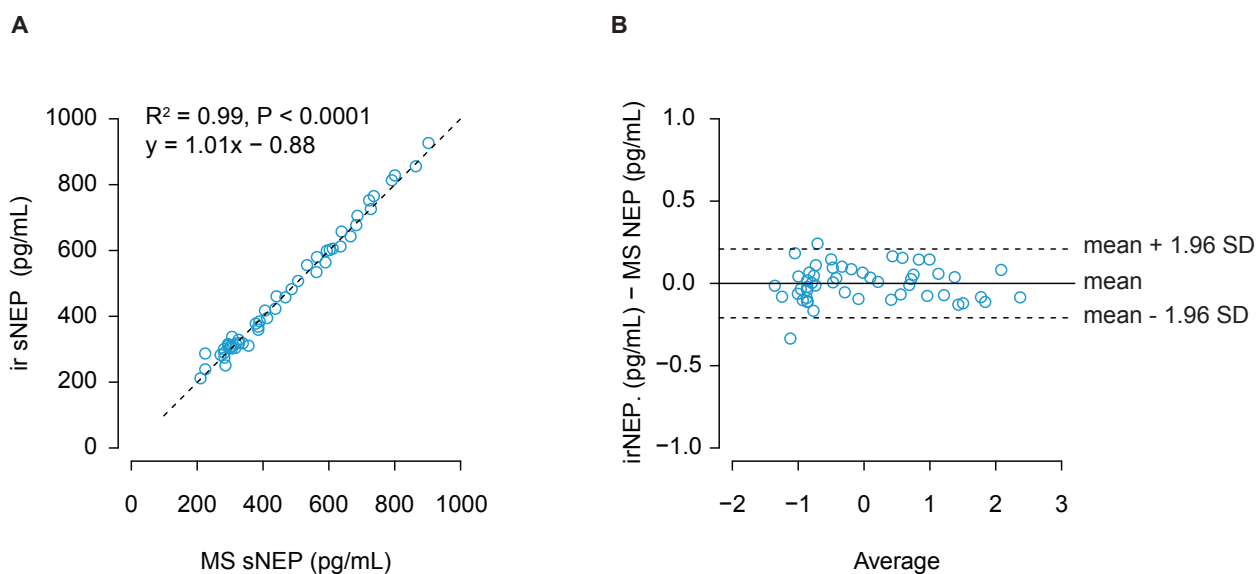 A
R² = 0.99, P < 0.0001
y = 1.01x − 0.88
ir sNEP (pg/mL)
1000
800
600
400
200
0
0 200 400 600 800 1000
MS sNEP (pg/mL)
B
irNEP. (pg/mL) − MS NEP (pg/mL)
1.0
0.5
0.0
−0.5
−1.0
mean + 1.96 SD
mean
mean - 1.96 SD
−2 −1 0 1 2 3
Average